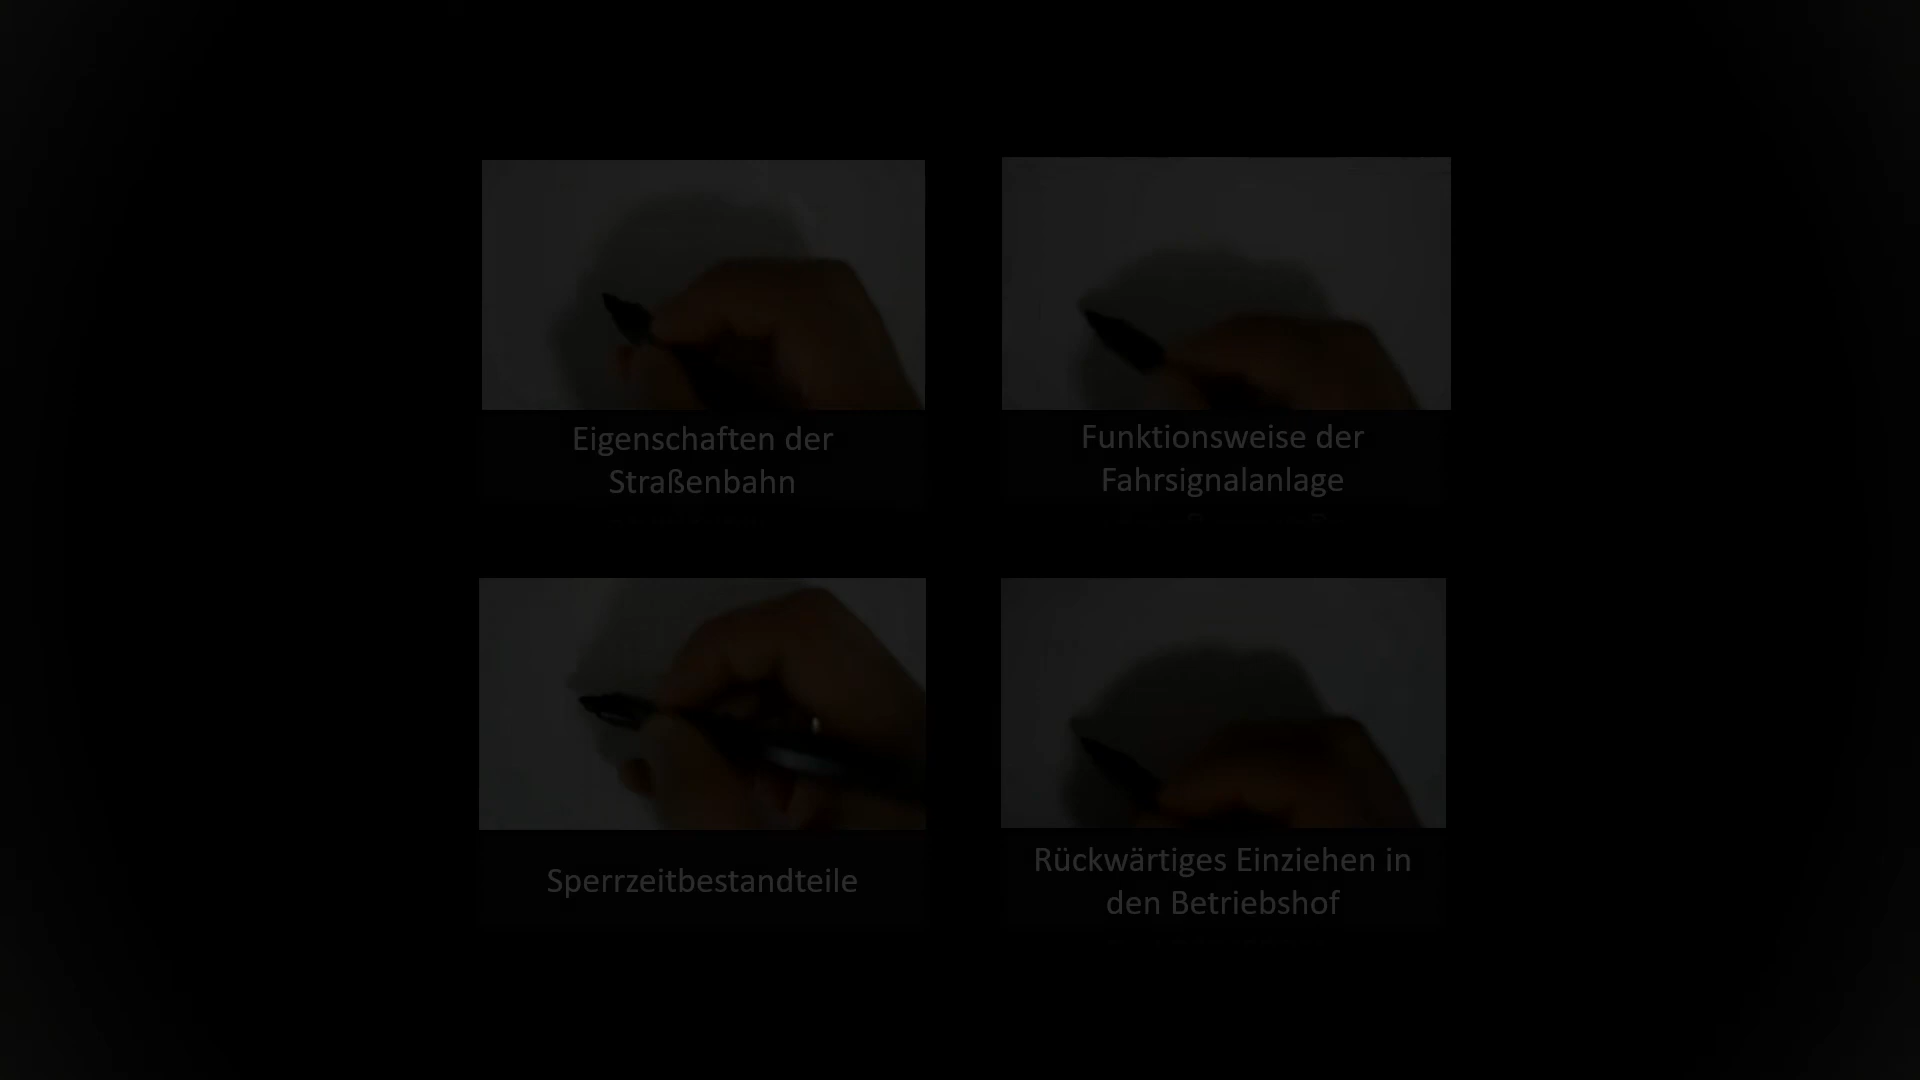 Eigenschaften der
Straßenbahn
Funktionsweise der
Fahrsignalanlage
Sperrzeitbestandteile
Rückwärtiges Einziehen in
den Betriebshof